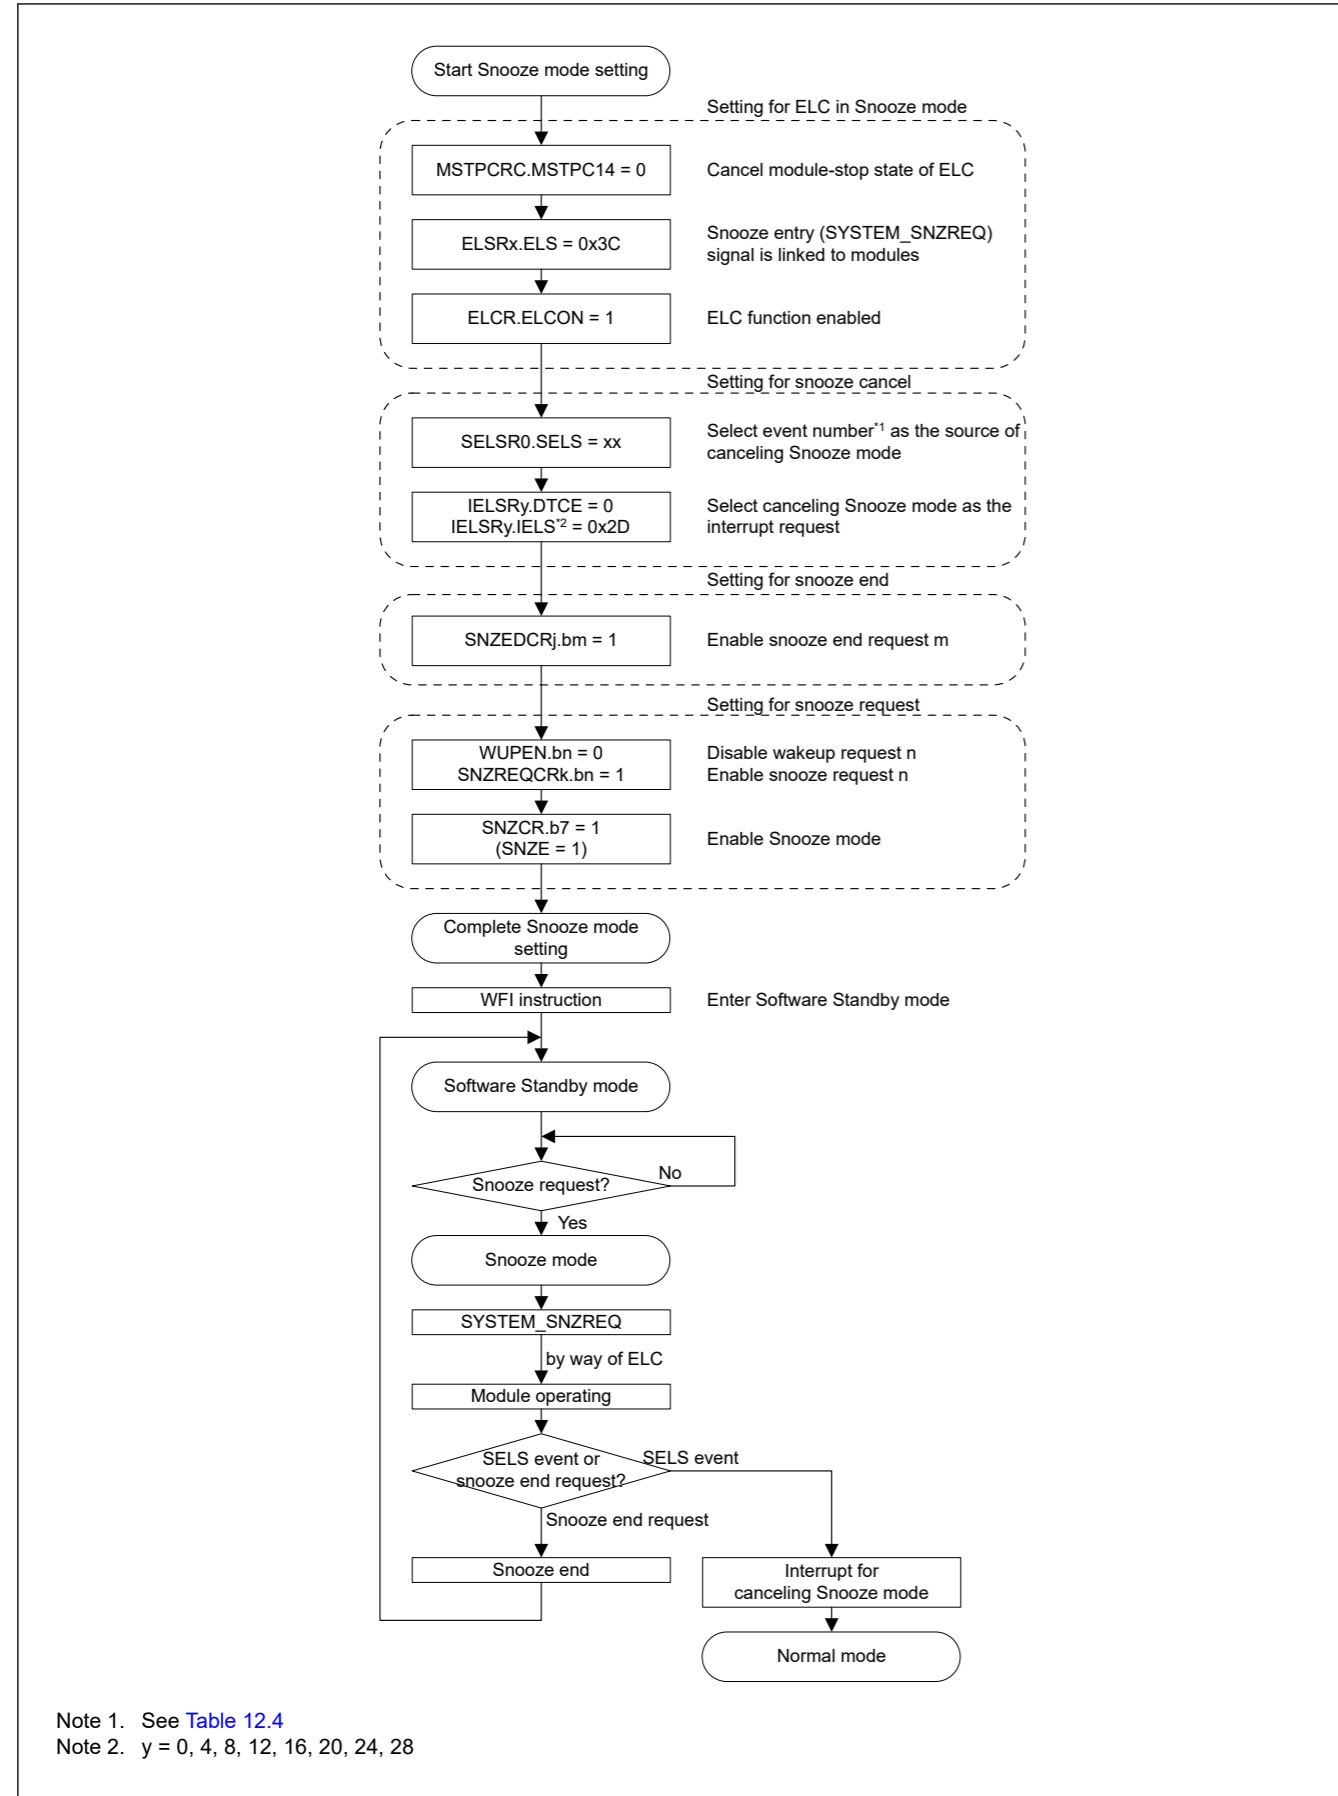 Start Snooze mode setting
Setting for ELC in Snooze mode
MSTPCRC.MSTPC14 = 0
Cancel module-stop state of ELC
ELSRx.ELS = 0x3C
Snooze entry (SYSTEM_SNZREQ)
signal is linked to modules
ELCR.ELCON = 1
ELC function enabled
Setting for snooze cancel
SELSR0.SELS = xx
Select event number*1 as the source of
canceling Snooze mode
IELSRy.DTCE = 0
IELSRy.IELS*2 = 0x2D
Select canceling Snooze mode as the
interrupt request
Setting for snooze end
SNZEDCRj.bm = 1
Enable snooze end request m
Setting for snooze request
WUPEN.bn = 0
SNZREQCRk.bn = 1
Disable wakeup request n
Enable snooze request n
SNZCR.b7 = 1
(SNZE = 1)
Enable Snooze mode
Complete Snooze mode
setting
WFI instruction
Enter Software Standby mode
Software Standby mode
Snooze request?
No
Yes
Snooze mode
SYSTEM_SNZREQ
by way of ELC
Module operating
SELS event or
snooze end request?
SELS event
Snooze end request
Snooze end
Interrupt for
canceling Snooze mode
Normal mode
Note 1. See Table 12.4
Note 2. y = 0, 4, 8, 12, 16, 20, 24, 28